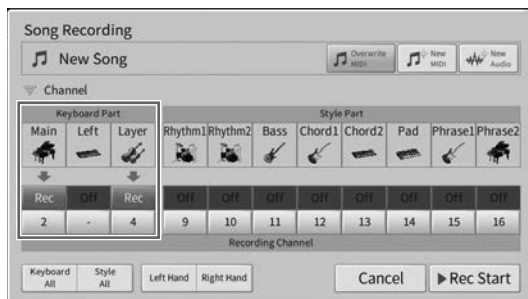 Song Recording
New Song
Overwrite MIDI
New MIDI
New Audio
Channel
Keyboard Part
Style Part
Main Left Layer Rhythm1 Rhythm2 Bass Chord1 Chord2 Pad Phrase1 Phrase2
Rec Off Rec Off Off Off Off Off Off Off Off
2 - 4 9 10 11 12 13 14 15 16
Recording Channel
Keyboard All
Style All
Left Hand
Right Hand
Cancel
Rec Start